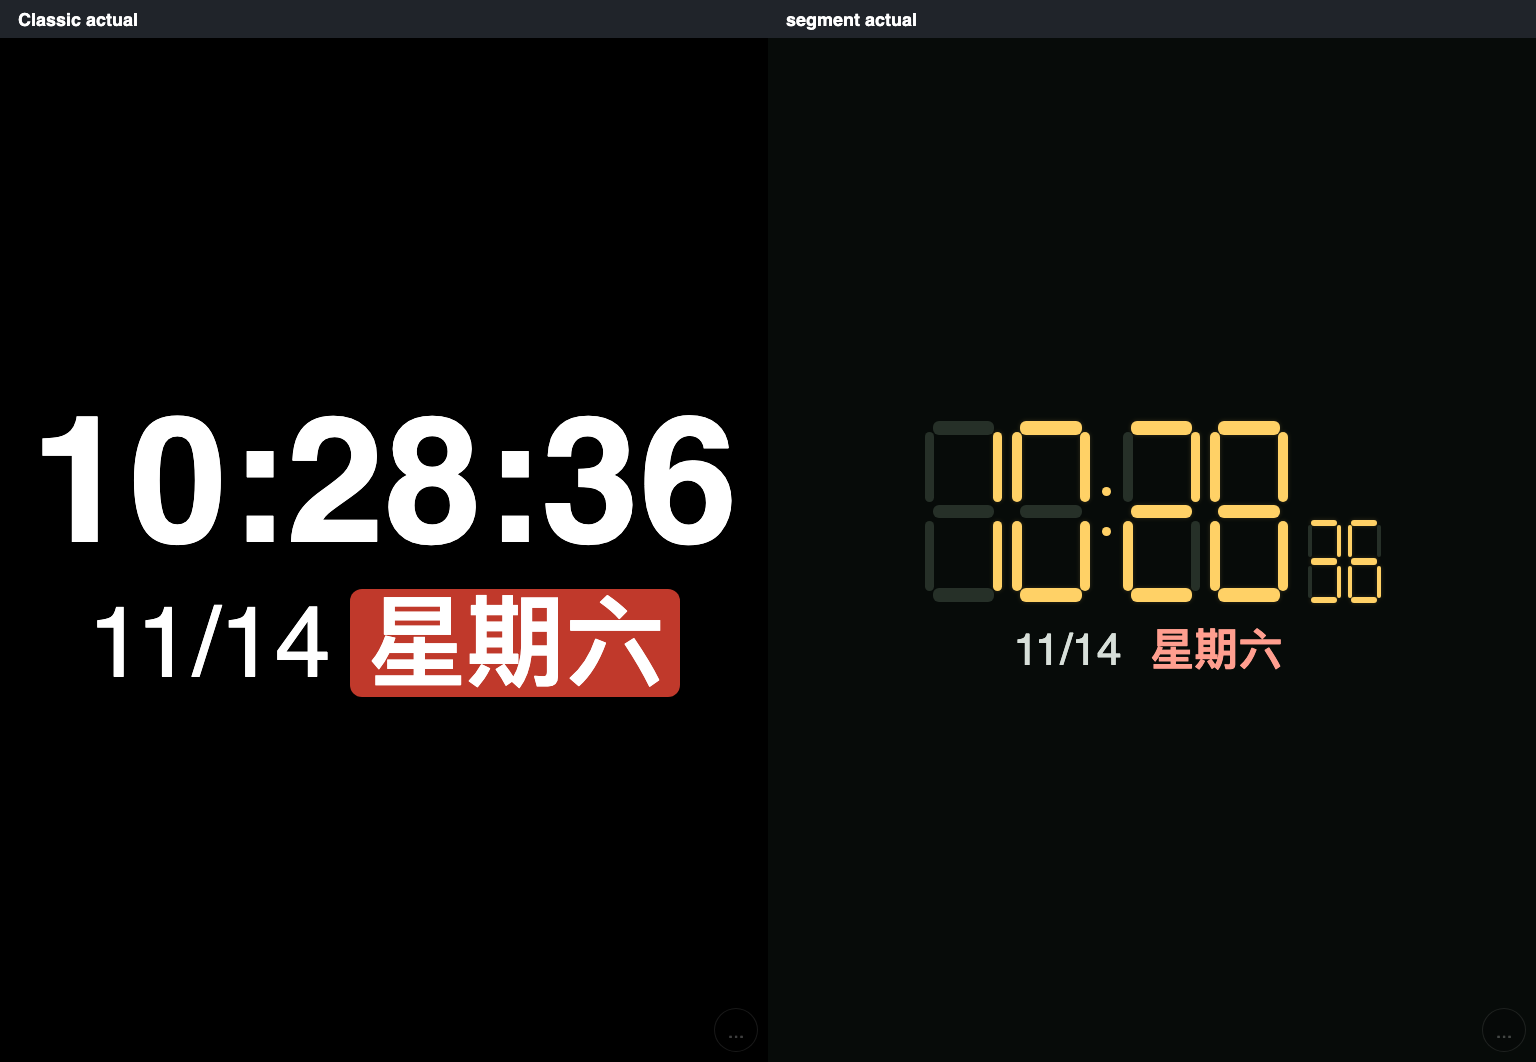 Classic actual
10:28:36
11/14 星期六
...
segment actual
10:28 36
11/14 星期六
...